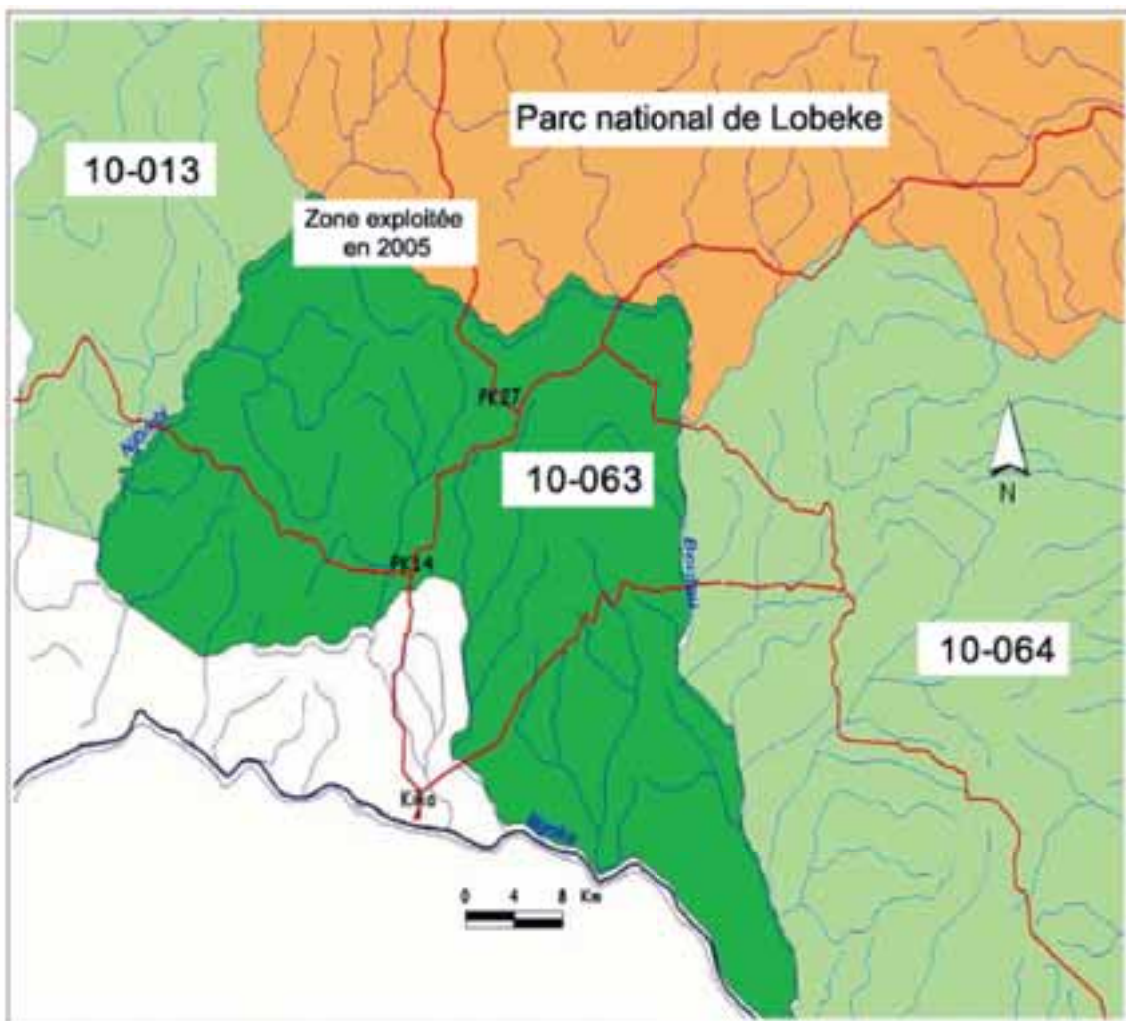 Parc national de Lobeke
10-013
Zone exploitée
en 2005
PK27
10-063
N
PK14
10-064
0 4 8 Km